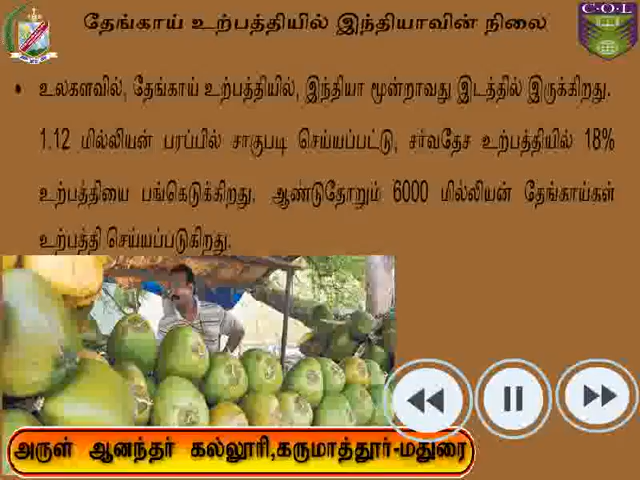 தேங்காய் உற்பத்தியில் இந்தியாவின் நிலை
C.O.L
• உலகளவில், தேங்காய் உற்பத்தியில், இந்தியா மூன்றாவது இடத்தில் இருக்கிறது.
1.12 மில்லியன் பரப்பில் சாகுபடி செய்யப்பட்டு, சர்வதேச உற்பத்தியில் 18%
உற்பத்தியை பங்கெடுக்கிறது. ஆண்டுதோறும் 6000 மில்லியன் தேங்காய்கள்
உற்பத்தி செய்யப்படுகிறது.
அருள் ஆனந்தர் கல்லூரி,கருமாத்தூர்-மதுரை